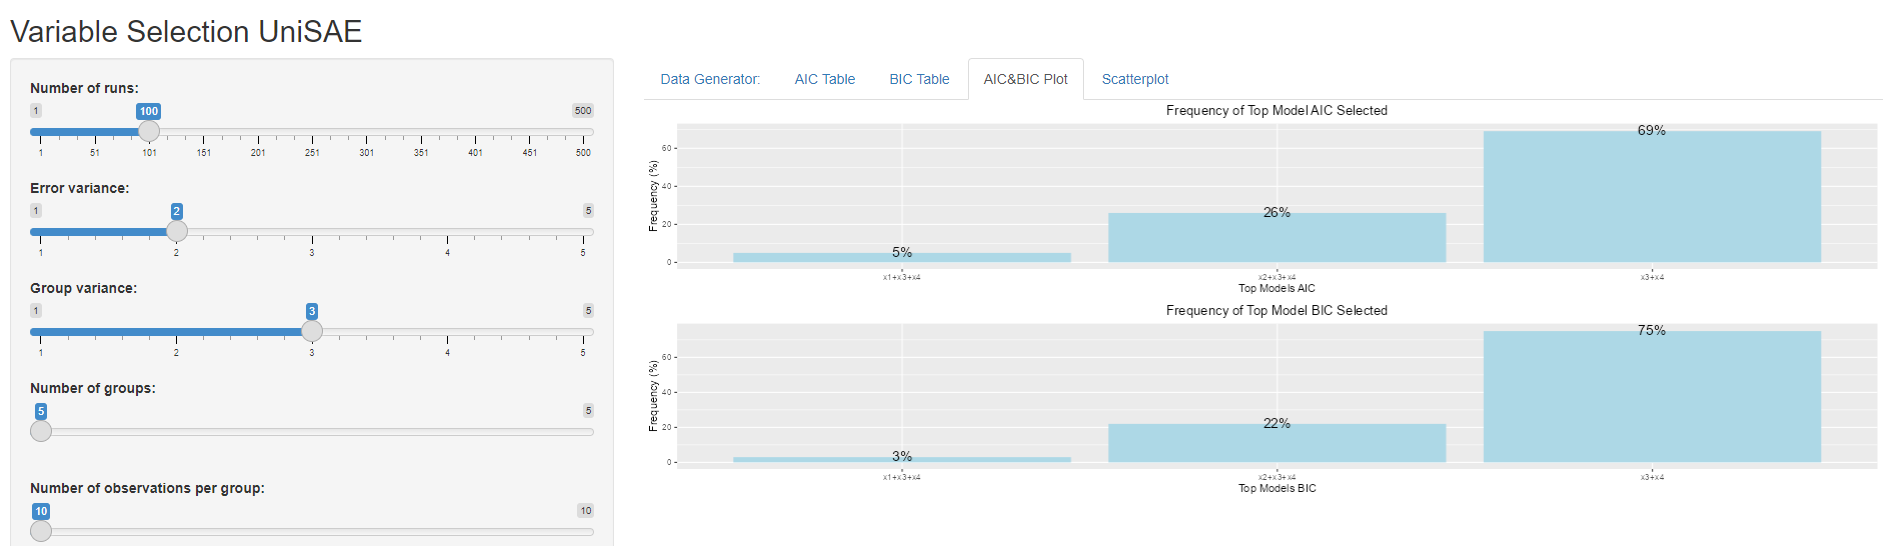 Variable Selection UniSAE
Number of runs:
1 100 500
1 51 101 151 201 251 301 351 401 451 500
Error variance:
1 2 5
1 2 3 4 5
Group variance:
1 3 5
1 2 3 4 5
Number of groups:
5 5
Number of observations per group:
10 10
Data Generator: AIC Table BIC Table AIC&BIC Plot Scatterplot
Frequency of Top Model AIC Selected
Frequency (%)
60
40
20
0
5% 26% 69%
x1+x3+x4 x2+x3+x4 x3+x4
Top Models AIC
Frequency of Top Model BIC Selected
Frequency (%)
60
40
20
0
3% 22% 75%
x1+x3+x4 x2+x3+x4 x3+x4
Top Models BIC